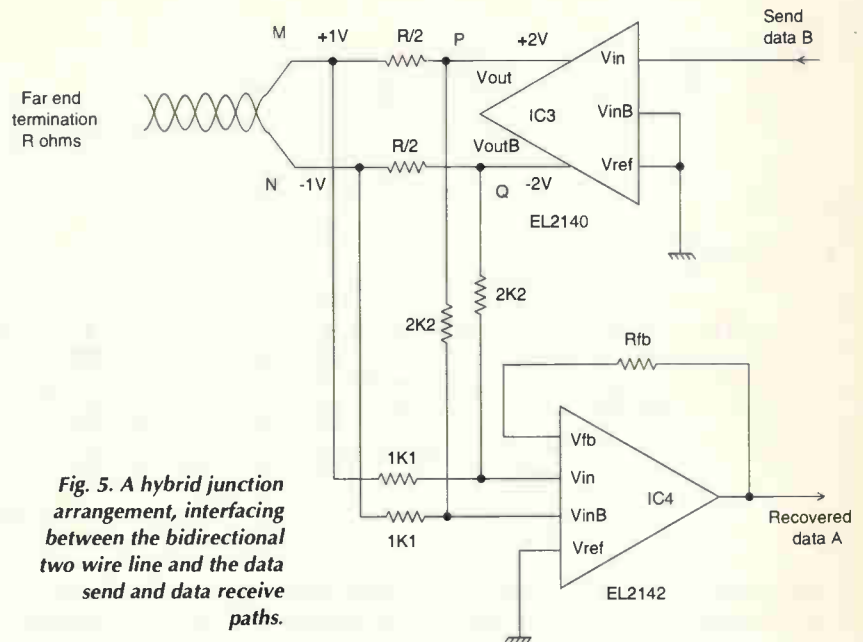 Send
data B
M
+1V
R/2
P
+2V
Vin
Vout
Far end
termination
R ohms
IC3
VinB
R/2
VoutB
Vref
N
-1V
Q
-2V
EL2140
2K2
2K2
Rfb
Vfb
1K1
Vin
IC4
1K1
VinB
Recovered
data A
Vref
EL2142
Fig. 5. A hybrid junction
arrangement, interfacing
between the bidirectional
two wire line and the data
send and data receive
paths.